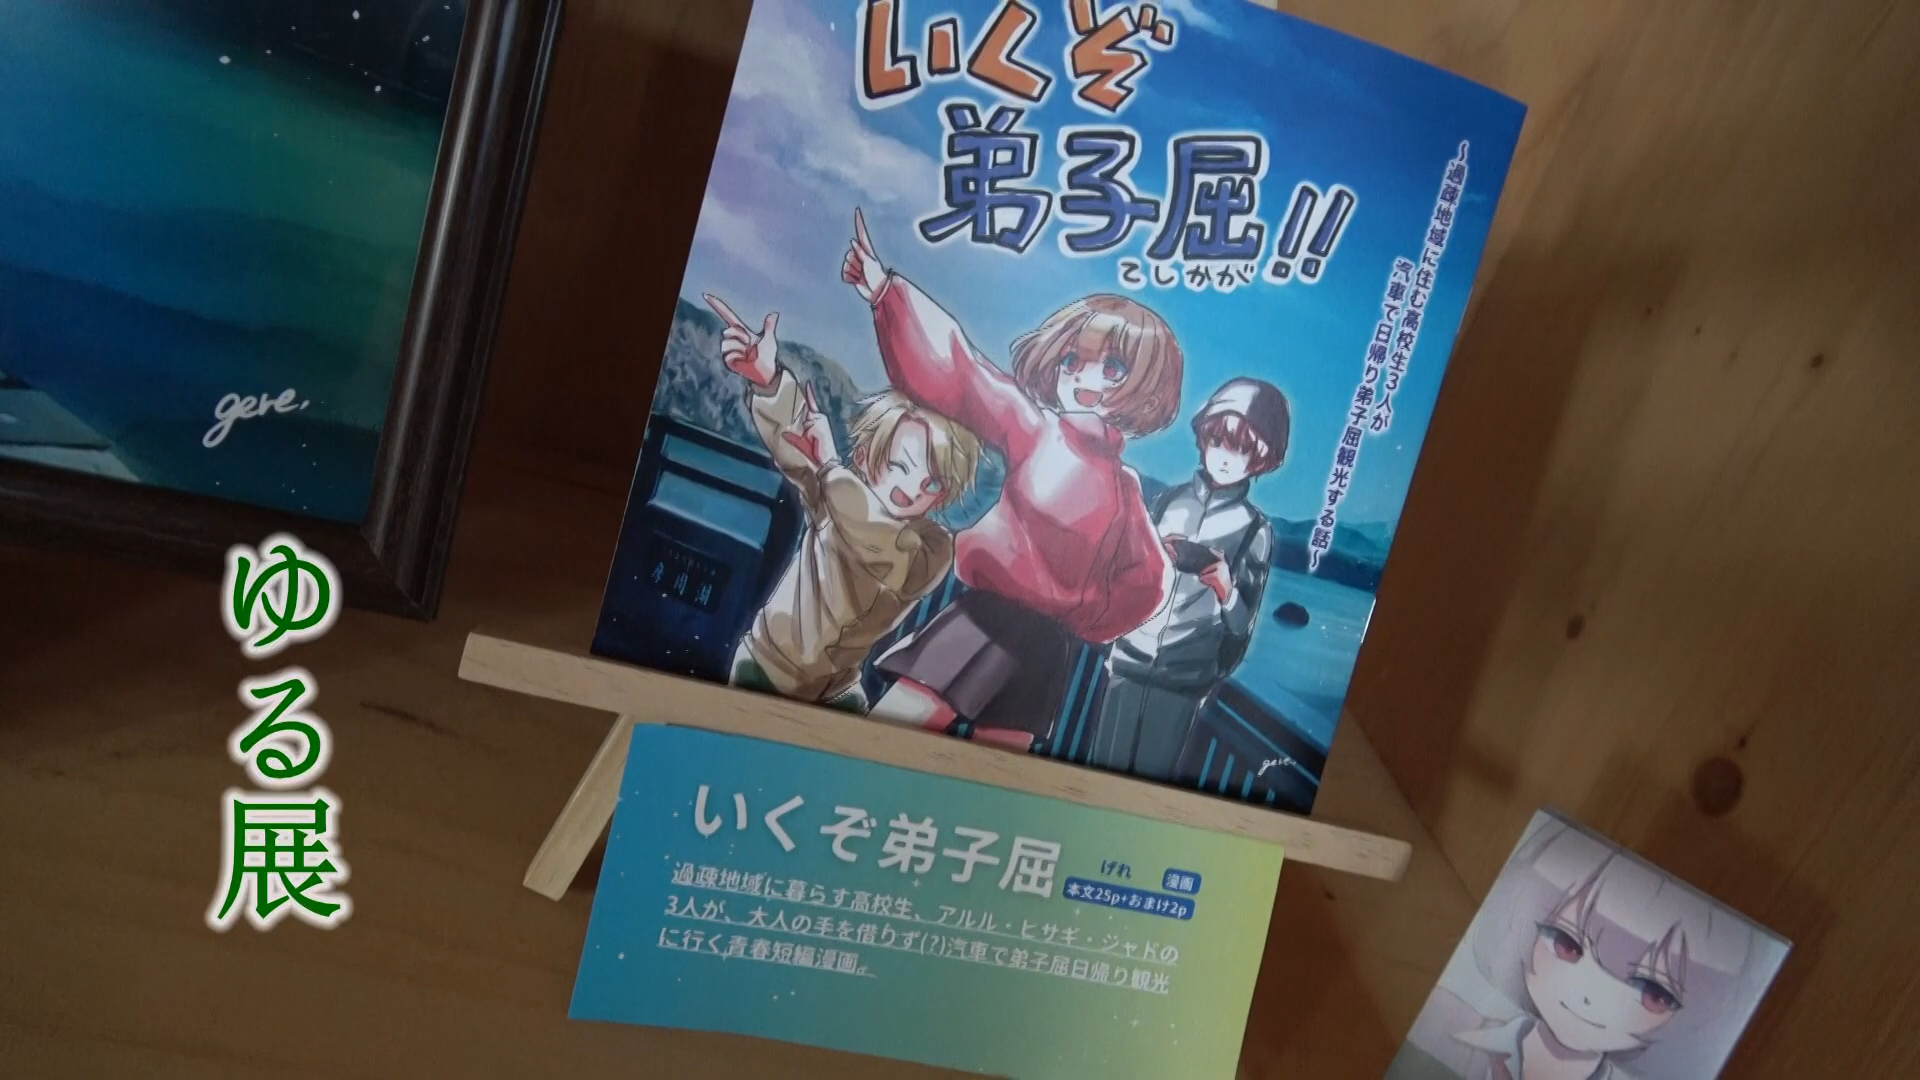 いくぞ
弟子屈!!
てしかが
～過疎地域に住む高校生3人が
汽車で日帰り弟子屈観光する話～
gere.
摩周湖
gere.
ゆる展
いくぞ弟子屈
げれ
漫画
本文25p+おまけ2p
過疎地域に暮らす高校生、アルル・ヒサギ・ジャドの
3人が、大人の手を借りず(?)汽車で弟子屈日帰り観光
に行く青春短編漫画。